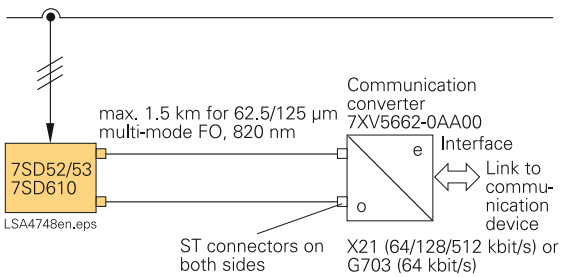 Communication
converter
7XV5662-0AA00
max. 1.5 km for 62.5/125 µm
multi-mode FO, 820 nm
7SD52/53
7SD610
LSA4748en.eps
e
o
Interface
Link to
commu-
nication
device
ST connectors on
both sides
X21 (64/128/512 kbit/s) or
G703 (64 kbit/s)